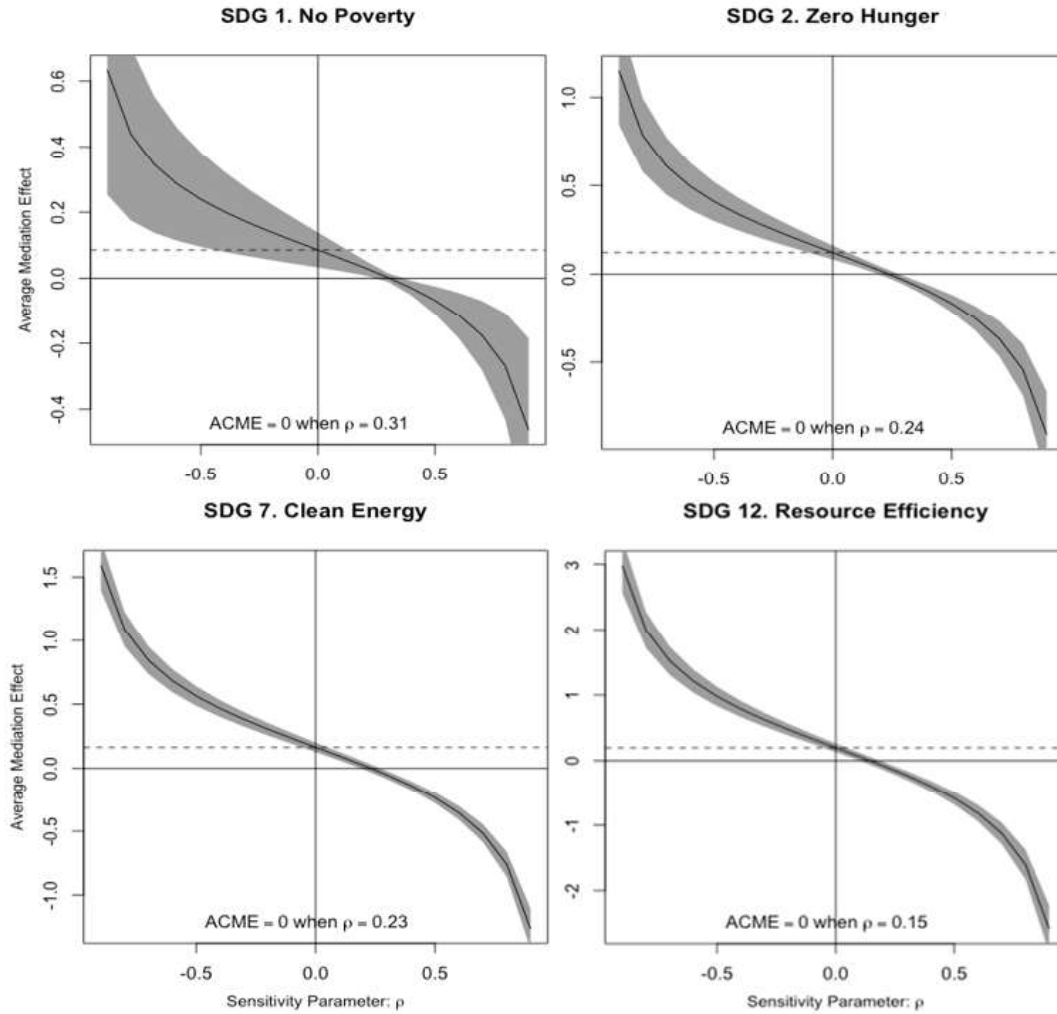 SDG 1. No Poverty
SDG 2. Zero Hunger
Average Mediation Effect
0.6
0.4
0.2
0.0
-0.2
-0.4
ACME = 0 when ρ = 0.31
-0.5 0.0 0.5
1.0
0.5
0.0
-0.5
ACME = 0 when ρ = 0.24
-0.5 0.0 0.5
SDG 7. Clean Energy
SDG 12. Resource Efficiency
Average Mediation Effect
1.5
1.0
0.5
0.0
-0.5
-1.0
ACME = 0 when ρ = 0.23
-0.5 0.0 0.5
Sensitivity Parameter: ρ
3
2
1
0
-1
-2
ACME = 0 when ρ = 0.15
-0.5 0.0 0.5
Sensitivity Parameter: ρ